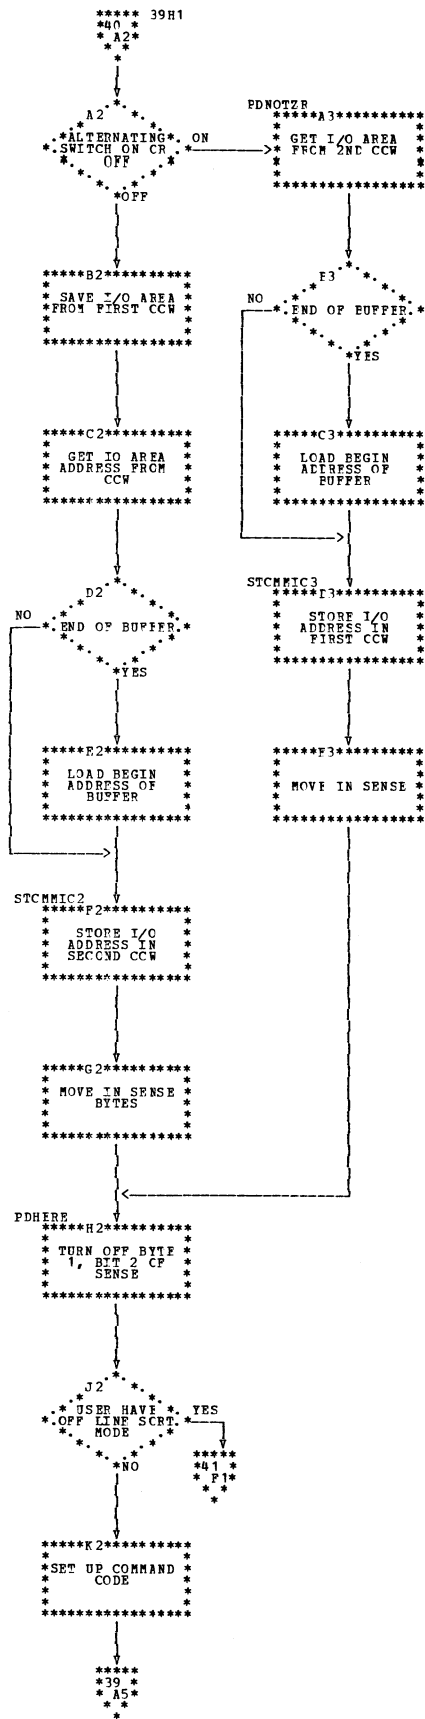 39H1
40
A2
A2
ALTERNATING
SWITCH ON CR
OFF
ON
OFF
PDNOTZR
A3
GET I/O AREA
FROM 2ND CCW
B2
SAVE I/O AREA
FROM FIRST CCW
NO
END OF BUFFER
YES
C2
GET IO AREA
ADDRESS FROM
CCW
C3
LOAD BEGIN
ADDRESS OF
BUFFER
D2
NO
END OF BUFFER
YES
STCMMIC3
STORE I/O
ADDRESS IN
FIRST CCW
E2
LOAD BEGIN
ADDRESS OF
BUFFER
F3
MOVE IN SENSE
STCMMIC2
F2
STORE I/O
ADDRESS IN
SECOND CCW
G2
MOVE IN SENSE
BYTES
PDHERE
H2
TURN OFF BYTE
1, BIT 2 CF
SENSE
J2
USER HAVE
OFF LINE SCRT
MODE
YES
NO
41
F1
K2
SET UP COMMAND
CODE
39
A5